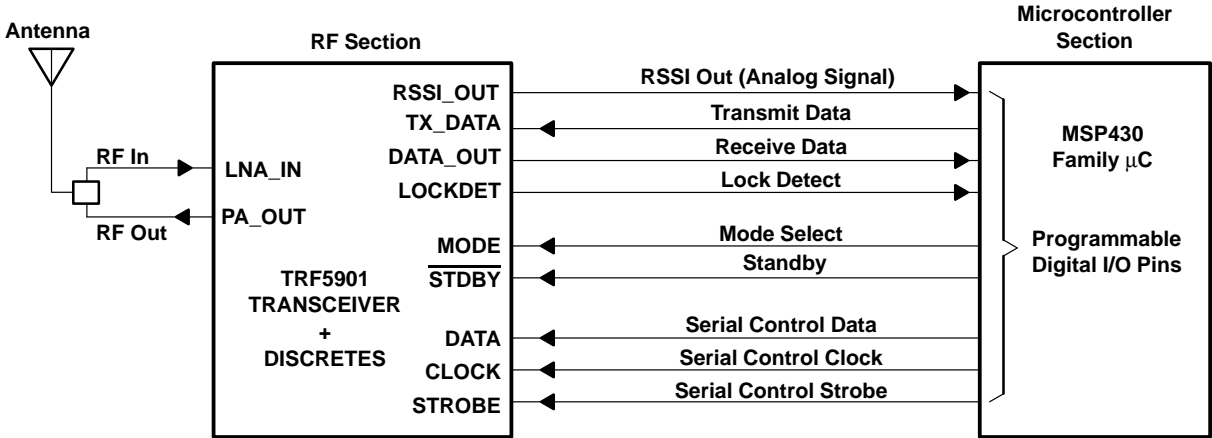 Antenna
RF Section
Microcontroller
Section
RSSI_OUT
RSSI Out (Analog Signal)
TX_DATA
Transmit Data
DATA_OUT
Receive Data
LOCKDET
Lock Detect
RF In
LNA_IN
PA_OUT
RF Out
MODE
Mode Select
STDBY
Standby
TRF5901
TRANSCEIVER
+
DISCRETES
DATA
Serial Control Data
CLOCK
Serial Control Clock
STROBE
Serial Control Strobe
MSP430
Family μC
Programmable
Digital I/O Pins